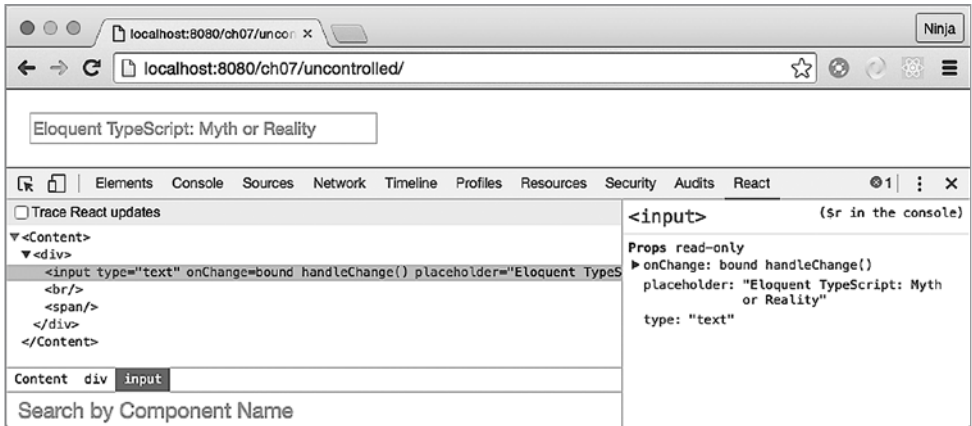 localhost:8080/ch07/uncon
Ninja
localhost:8080/ch07/uncontrolled/
Eloquent TypeScript: Myth or Reality
Elements Console Sources Network Timeline Profiles Resources Security Audits React 1
Trace React updates
<Content>
<div>
<input type="text" onChange=bound handleChange() placeholder="Eloquent TypeS
<br/>
<span/>
</div>
</Content>
Content div input
Search by Component Name
<input> ($r in the console)
Props read-only
onChange: bound handleChange()
placeholder: "Eloquent TypeScript: Myth
or Reality"
type: "text"